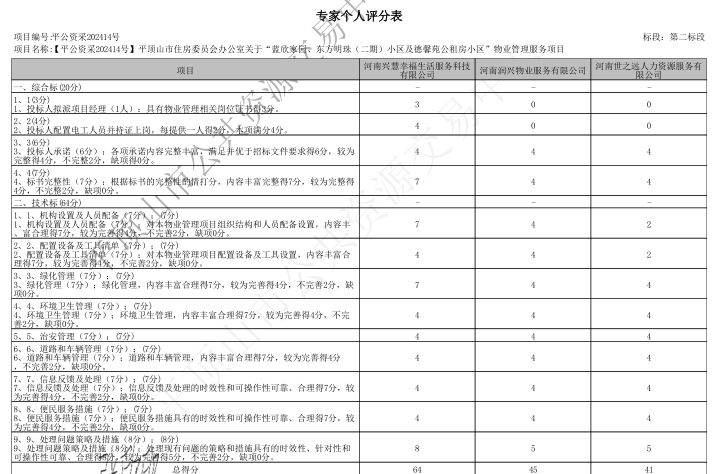 专家个人评分表
项目编号:平公资采202414号 标段: 第二标段
项目名称:【平公资采202414号】平顶山市住房委员会办公室关于“蓝欣家园、东方明珠（二期）小区及德馨苑公租房小区”物业管理服务项目
项目 河南兴慧幸福生活服务科技有限公司 河南润兴物业服务有限公司 河南世之远人力资源服务有限公司
一、综合标(20分) - - -
1、1(3分)
1、投标人拟派项目经理（1人）：具有物业管理相关岗位证书得3分。 3 0 0
2、2(4分)
2、投标人配置电工人员并持证上岗，每提供一人得2分，本项满分4分。 4 0 0
3、3(6分)
3、投标人承诺（6分）；各项承诺内容完整丰富，满足并优于招标文件要求得6分，较为
完整得4分，不完整2分，缺项得0分。 4 4 4
4、4(7分)
4、标书完整性（7分）；根据标书的完整性酌情打分，内容丰富完整得7分，较为完整得
4分，不完整2分，缺项0分。 7 4 4
二、技术标(64分) - - -
1、1、机构设置及人员配备（7分）；(7分)
1、机构设置及人员配备（7分）；对本物业管理项目组织结构和人员配备设置，内容丰
、富合理得7分，较为完善得4分，不完善2分，缺项0分。 7 4 2
2、2、配置设备及工具清单（7分）；(7分)
2、配置设备及工具清单（7分）；对本物业管理项目配置设备及工具设置，内容丰富合
理得7分，较为完善得4分，不完善2分，缺项0分。 4 4 2
3、3、绿化管理（7分）；(7分)
3、绿化管理（7分）；绿化管理，内容丰富合理得7分，较为完善得4分，不完善2分，缺
项0分。 7 4 4
4、4、环境卫生管理（7分）；(7分)
4、环境卫生管理（7分）；环境卫生管理，内容丰富合理得7分，较为完善得4分，不完
善2分，缺项0分。 4 4 4
5、5、治安管理（7分）；(7分) 4 4 4
6、6、道路和车辆管理（7分）；(7分)
6、道路和车辆管理（7分）；道路和车辆管理，内容丰富合理得7分，较为完善得4分
，不完善2分，缺项0分。 4 4 4
7、7、信息反馈及处理（7分）；(7分)
7、信息反馈及处理（7分）；信息反馈及处理的时效性和可操作性可靠、合理得7分，较
为完善得4分，不完善2分，缺项0分。 4 4 4
8、8、便民服务措施（7分）；(7分)
8、便民服务措施（7分）；便民服务措施具有的时效性和可操作性可靠、合理得7分，较
为完善得4分，不完善2分，缺项0分。 4 4 4
9、9、处理问题策略及措施（8分）；(8分)
9、处理问题策略及措施（8分）；处理现有问题的策略和措施具有的时效性、针对性和
可操作性可靠、合理得8分，较为完善得5分，不完善2分，缺项0分。 8 5 5
总得分 64 45 41